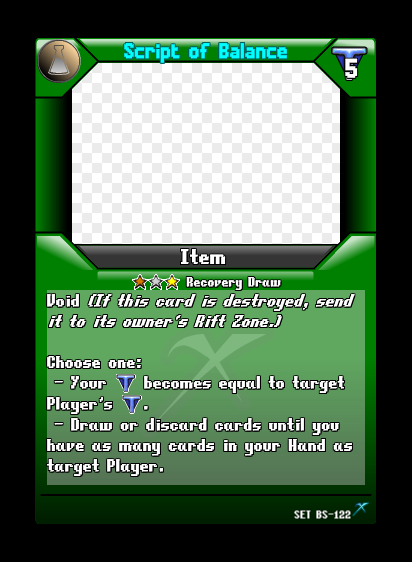 Script of Balance
5
Item
Recovery Draw
Void (If this card is destroyed, send
it to its owner's Rift Zone.)
Choose one:
- Your becomes equal to target
Player's .
- Draw or discard cards until you
have as many cards in your Hand as
target Player.
SET BS-122